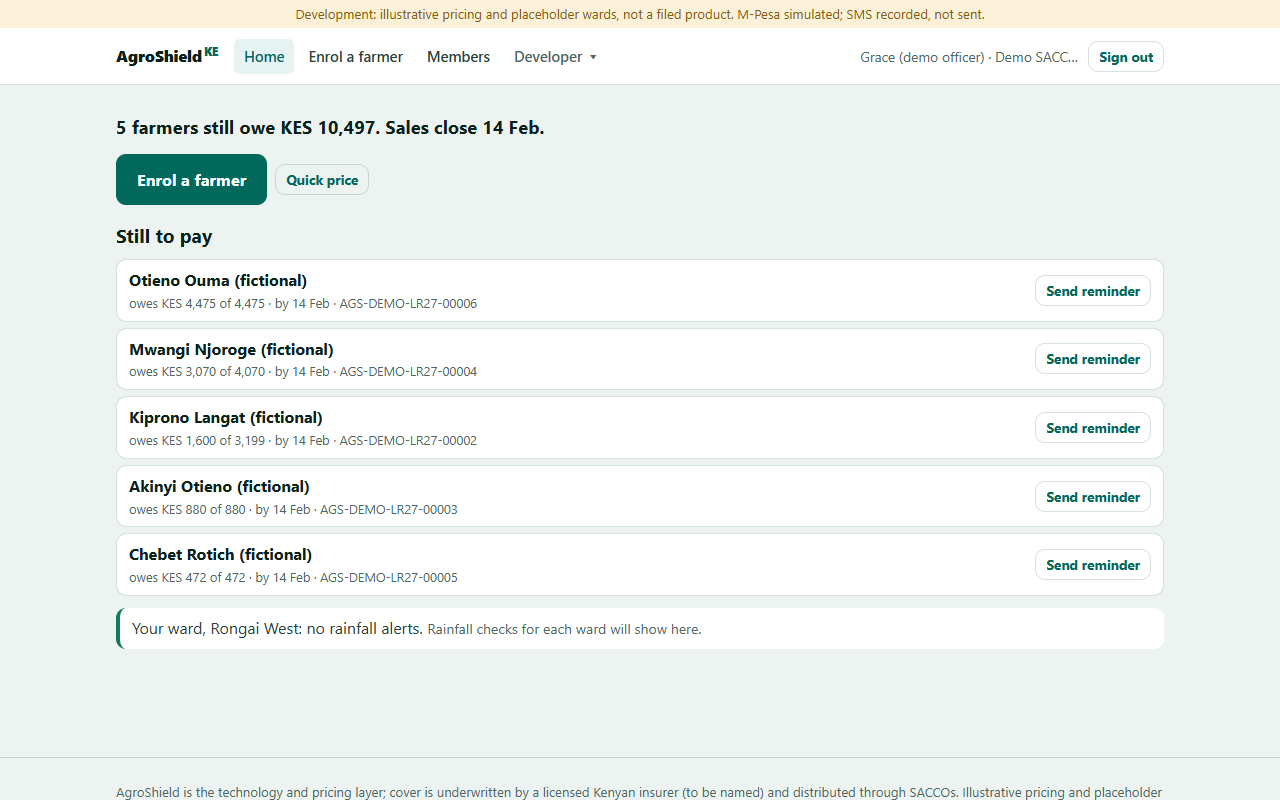 Development: illustrative pricing and placeholder wards, not a filed product. M-Pesa simulated; SMS recorded, not sent.
AgroShield KE Home Enrol a farmer Members Developer ▾ Grace (demo officer) · Demo SACC... Sign out
5 farmers still owe KES 10,497. Sales close 14 Feb.
Enrol a farmer Quick price
Still to pay
Otieno Ouma (fictional)
owes KES 4,475 of 4,475 · by 14 Feb · AGS-DEMO-LR27-00006
Send reminder
Mwangi Njoroge (fictional)
owes KES 3,070 of 4,070 · by 14 Feb · AGS-DEMO-LR27-00004
Send reminder
Kiprono Langat (fictional)
owes KES 1,600 of 3,199 · by 14 Feb · AGS-DEMO-LR27-00002
Send reminder
Akinyi Otieno (fictional)
owes KES 880 of 880 · by 14 Feb · AGS-DEMO-LR27-00003
Send reminder
Chebet Rotich (fictional)
owes KES 472 of 472 · by 14 Feb · AGS-DEMO-LR27-00005
Send reminder
Your ward, Rongai West: no rainfall alerts. Rainfall checks for each ward will show here.
AgroShield is the technology and pricing layer; cover is underwritten by a licensed Kenyan insurer (to be named) and distributed through SACCOs. Illustrative pricing and placeholder